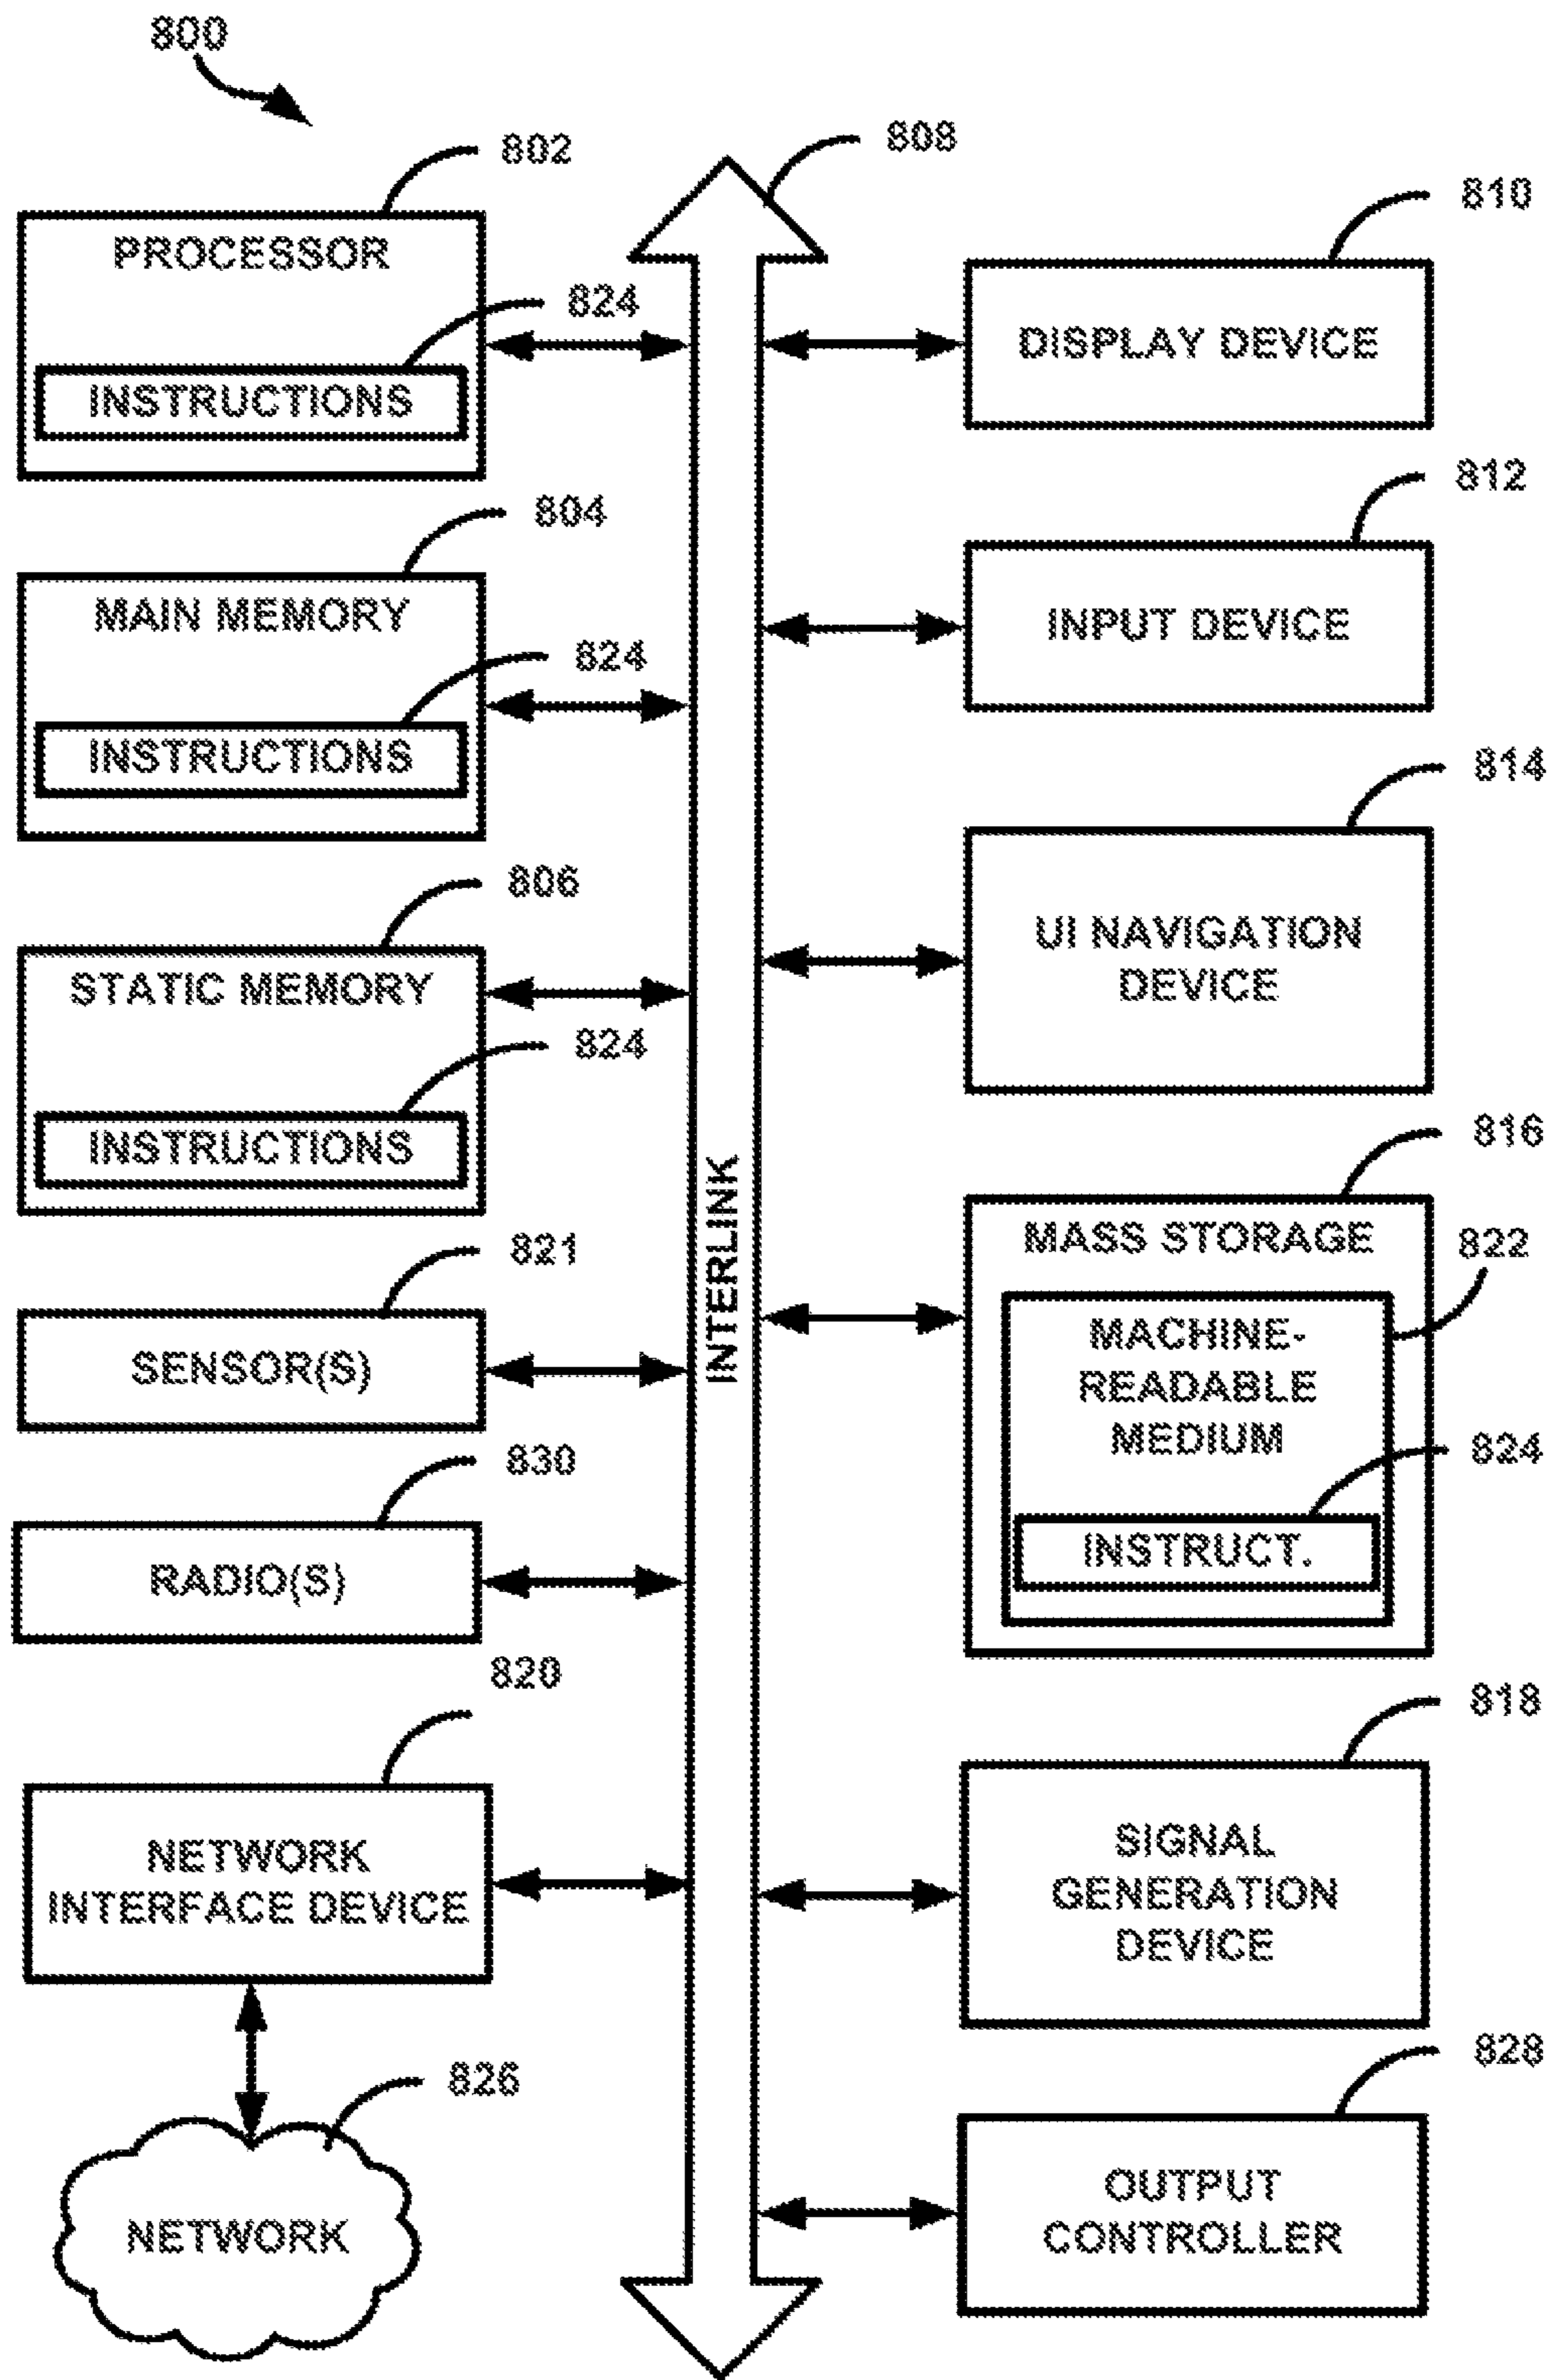 800
802
PROCESSOR
824
INSTRUCTIONS
804
MAIN MEMORY
824
INSTRUCTIONS
806
STATIC MEMORY
824
INSTRUCTIONS
821
SENSOR(S)
830
RADIO(S)
820
NETWORK
INTERFACE DEVICE
826
NETWORK
808
INTERLINK
810
DISPLAY DEVICE
812
INPUT DEVICE
814
UI NAVIGATION
DEVICE
816
MASS STORAGE
822
MACHINE-
READABLE
MEDIUM
824
INSTRUCT.
818
SIGNAL
GENERATION
DEVICE
828
OUTPUT
CONTROLLER